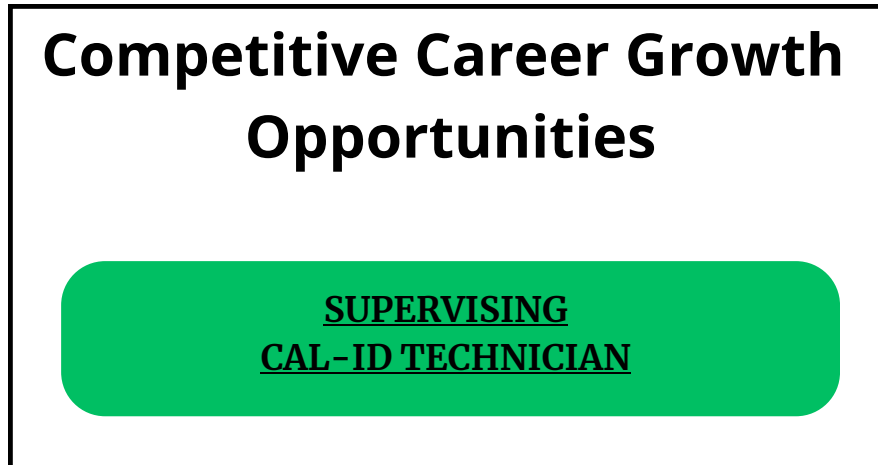 Competitive Career Growth
Opportunities
SUPERVISING
CAL-ID TECHNICIAN